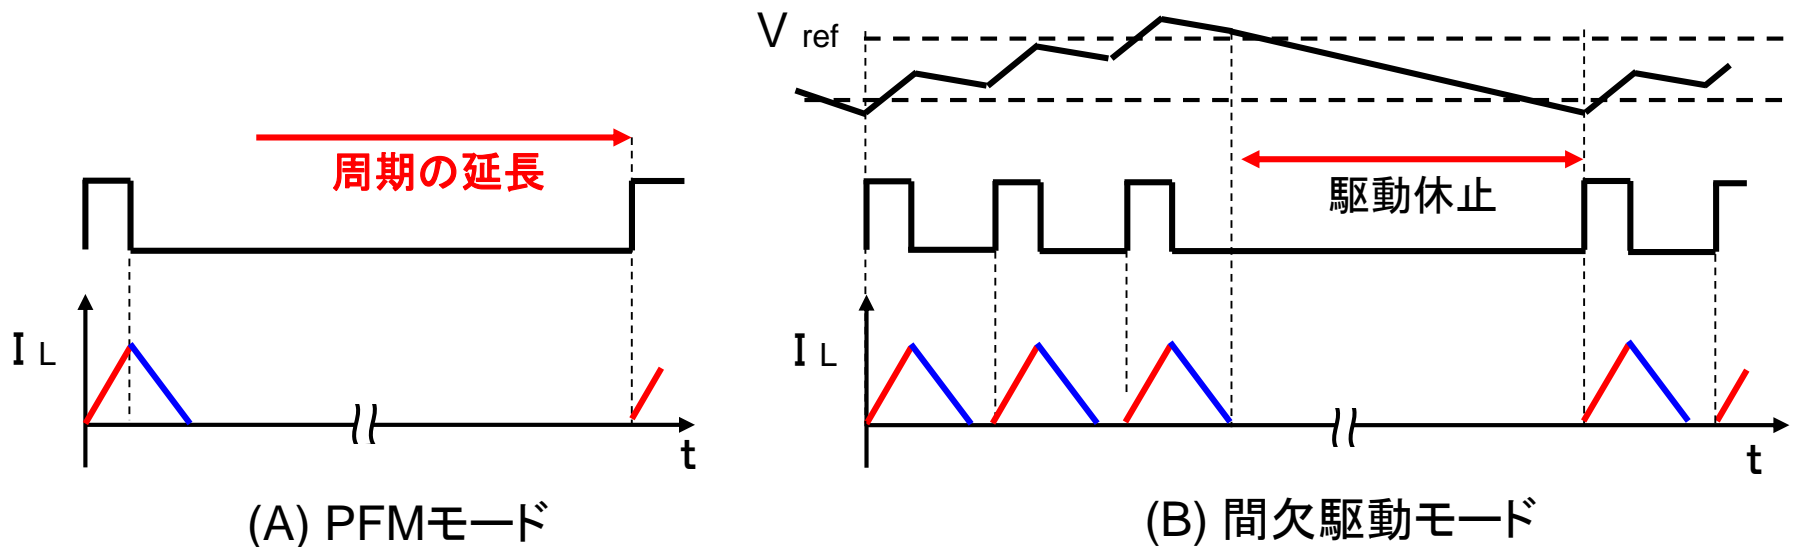 周期の延長
I L
t
(A) PFMモード
V ref
駆動休止
I L
t
(B) 間欠駆動モード